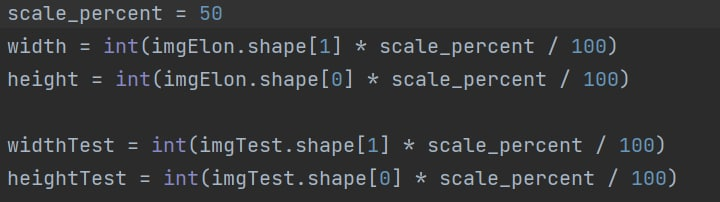 scale_percent = 50
width = int(imgElon.shape[1] * scale_percent / 100)
height = int(imgElon.shape[0] * scale_percent / 100)
widthTest = int(imgTest.shape[1] * scale_percent / 100)
heightTest = int(imgTest.shape[0] * scale_percent / 100)